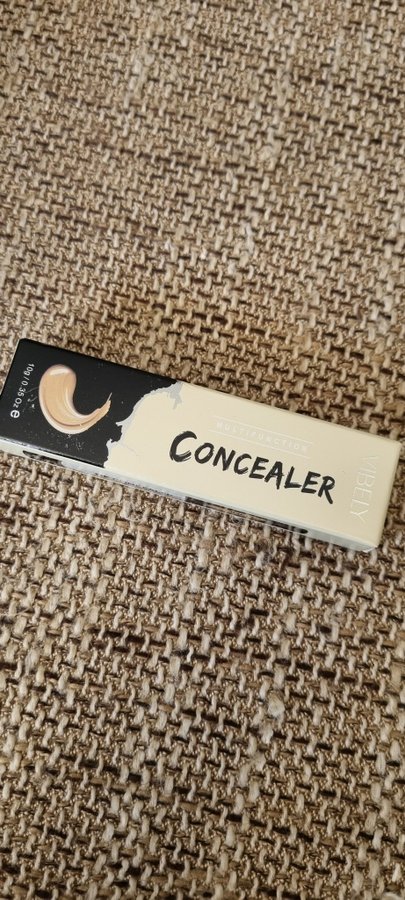 10g / 0.35 Oz e
MULTIFUNCTION
CONCEALER
VIBELY